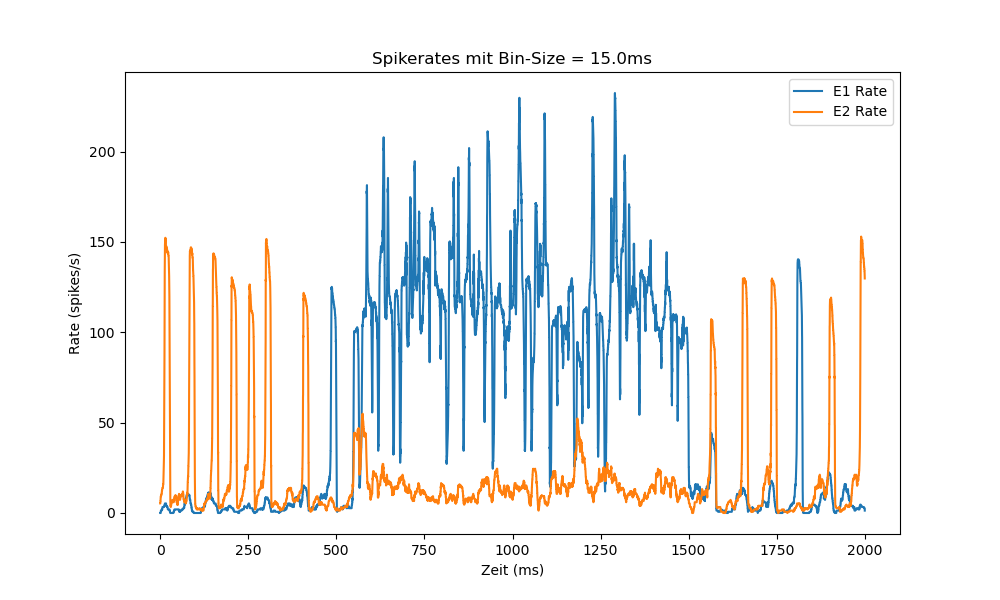 Spikerates mit Bin-Size = 15.0ms
E1 Rate
E2 Rate
Rate (spikes/s)
200
150
100
50
0
0 250 500 750 1000 1250 1500 1750 2000
Zeit (ms)